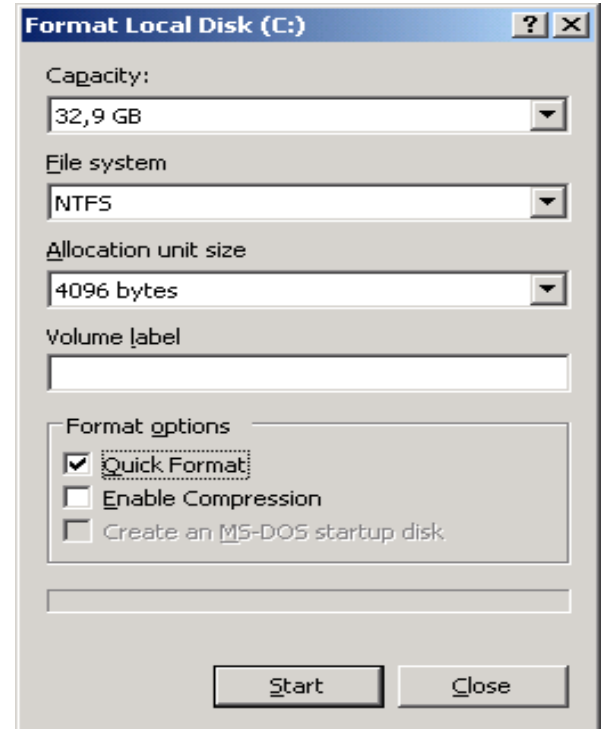 Format Local Disk (C:)
Capacity:
32,9 GB
File system
NTFS
Allocation unit size
4096 bytes
Volume label
Format options
Quick Format
Enable Compression
Create an MS-DOS startup disk
Start Close